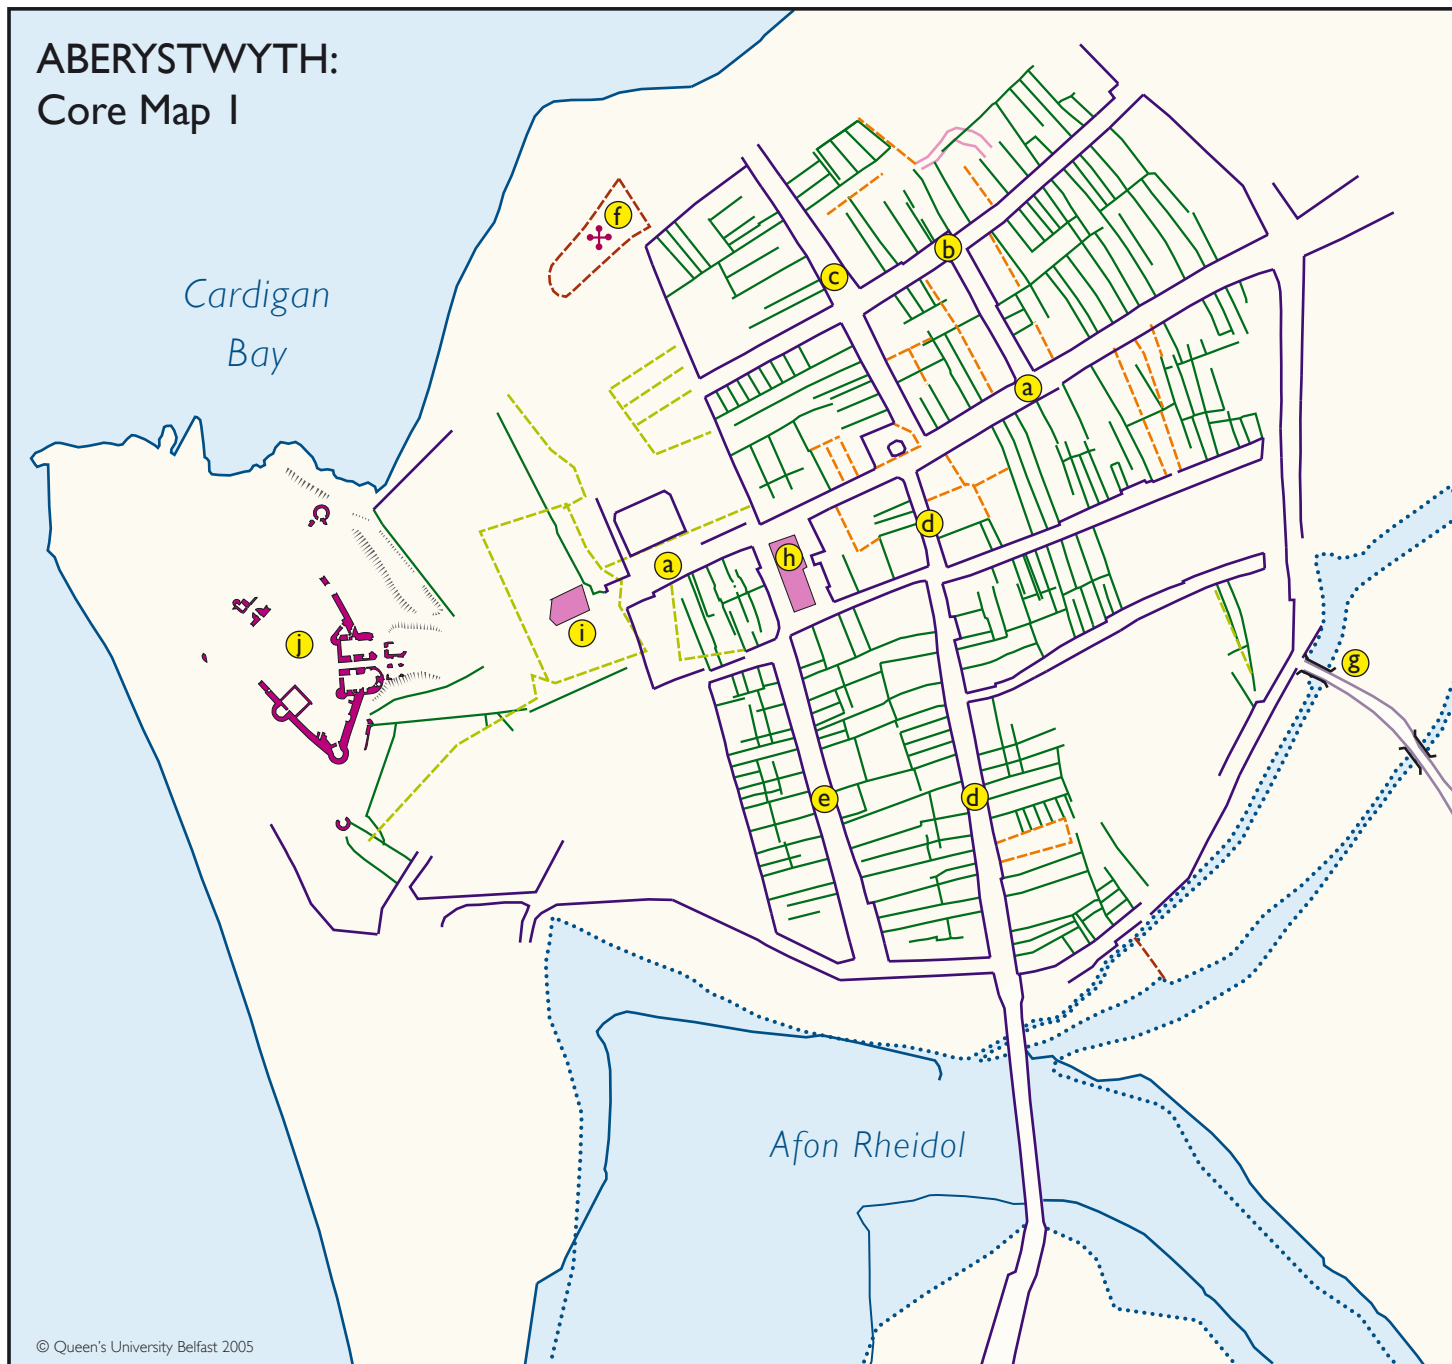 ABERYSTWYTH:
Core Map 1
f
b
c
Cardigan
Bay
a
d
h
a
i
j
g
e
d
Afon Rheidol
© Queen's University Belfast 2005